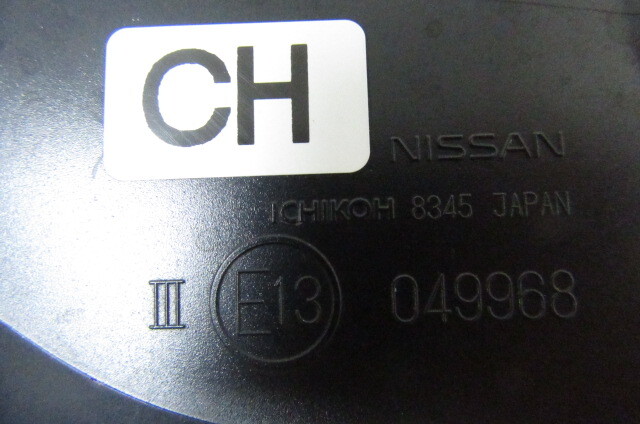 CH
NISSAN
ICHIKOH 8345 JAPAN
III E13 049968